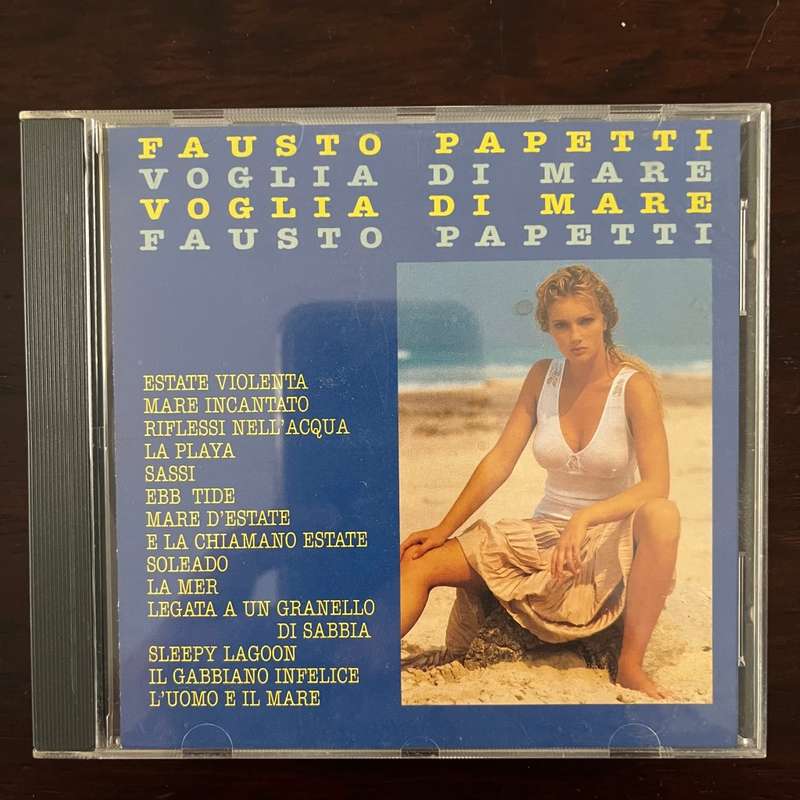 FAUSTO PAPETTI
VOGLIA DI MARE
VOGLIA DI MARE
FAUSTO PAPETTI
ESTATE VIOLENTA
MARE INCANTATO
RIFLESSI NELL'ACQUA
LA PLAYA
SASSI
EBB TIDE
MARE D'ESTATE
E LA CHIAMANO ESTATE
SOLEADO
LA MER
LEGATA A UN GRANELLO
DI SABBIA
SLEEPY LAGOON
IL GABBIANO INFELICE
L'UOMO E IL MARE